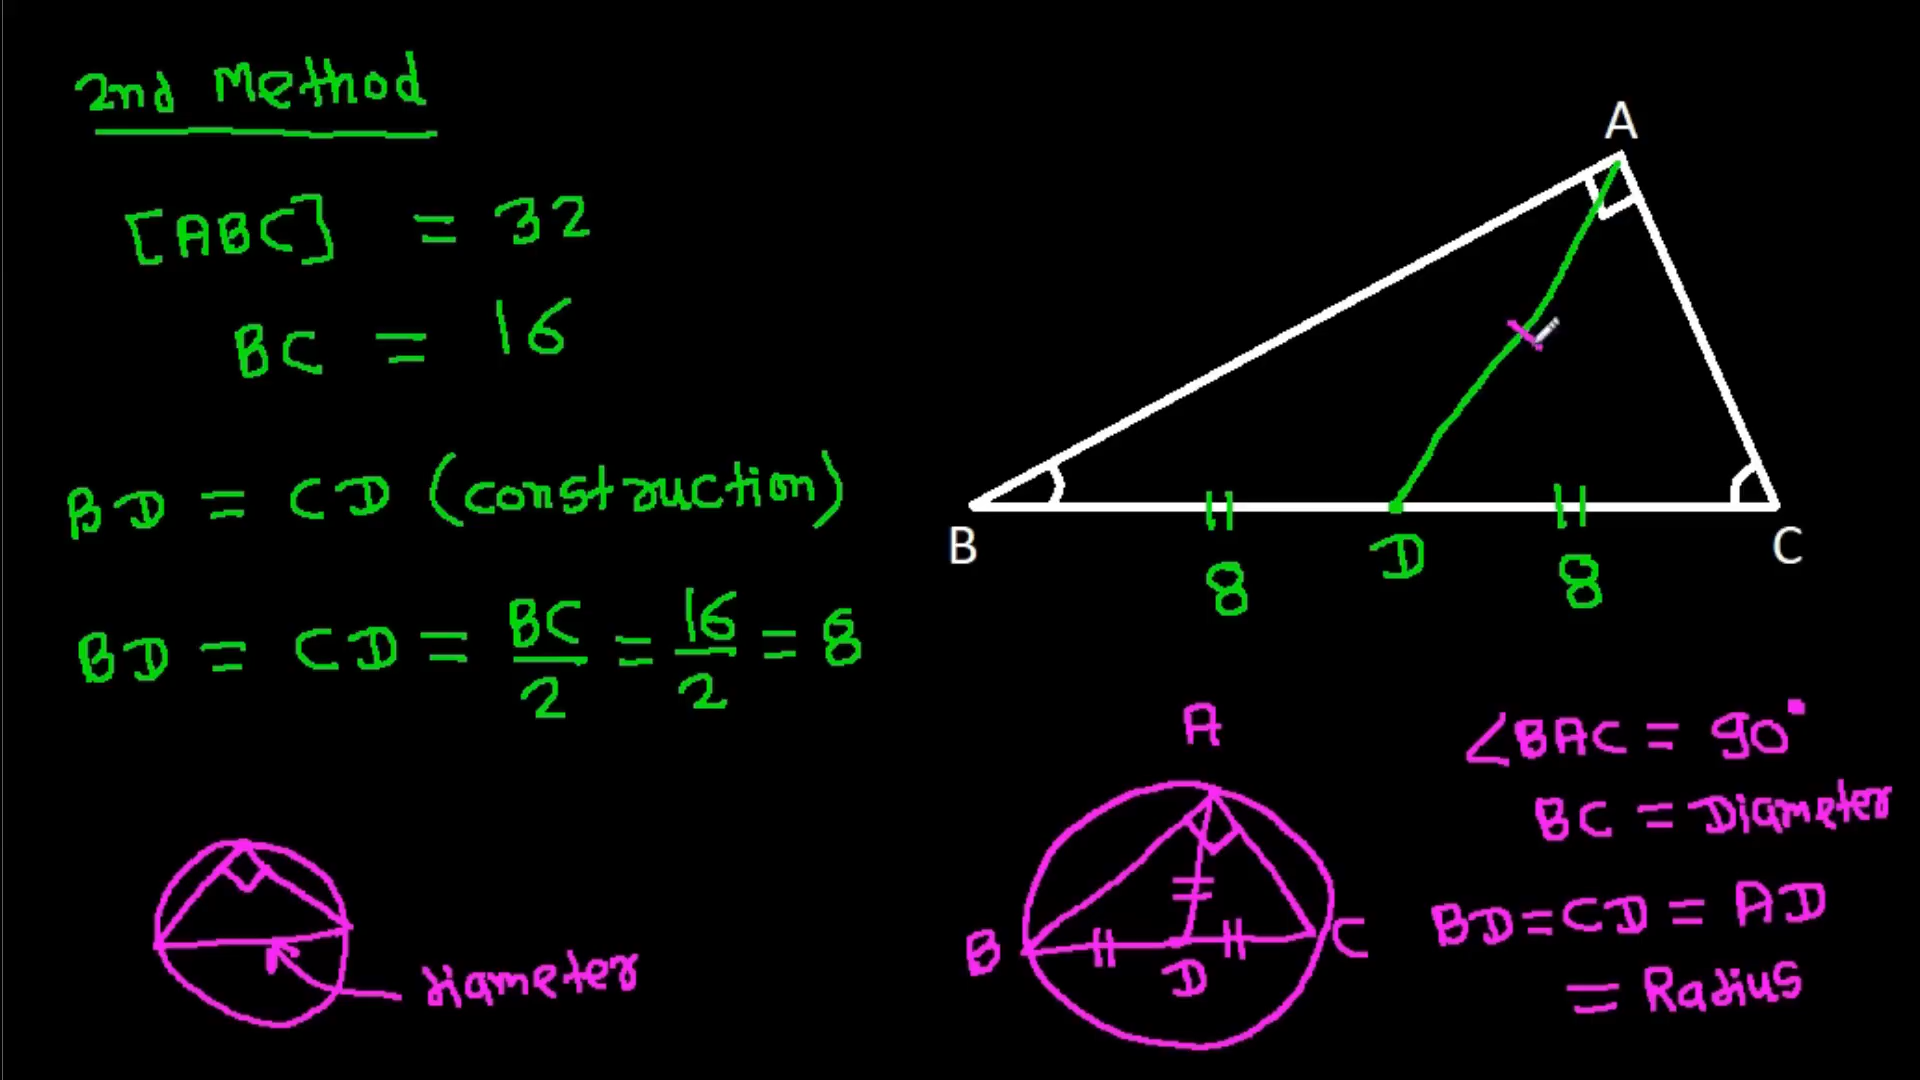 2nd Method
[ABC] = 32
BC = 16
BD = CD (construction)
BD = CD = BC/2 = 16/2 = 8
diameter
A
B
C
D
8
8
A
B
C
D
∠BAC = 90°
BC = Diameter
BD = CD = AD
= Radius